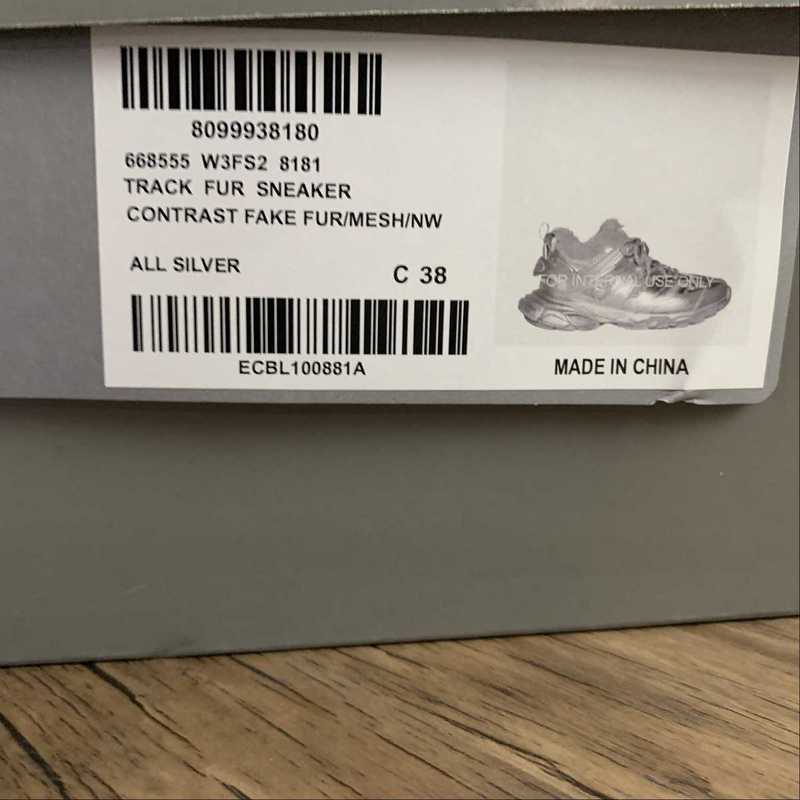 8099938180
668555 W3FS2 8181
TRACK FUR SNEAKER
CONTRAST FAKE FUR/MESH/NW
ALL SILVER
C 38
ECBL100881A
FOR INTERNAL USE ONLY
MADE IN CHINA